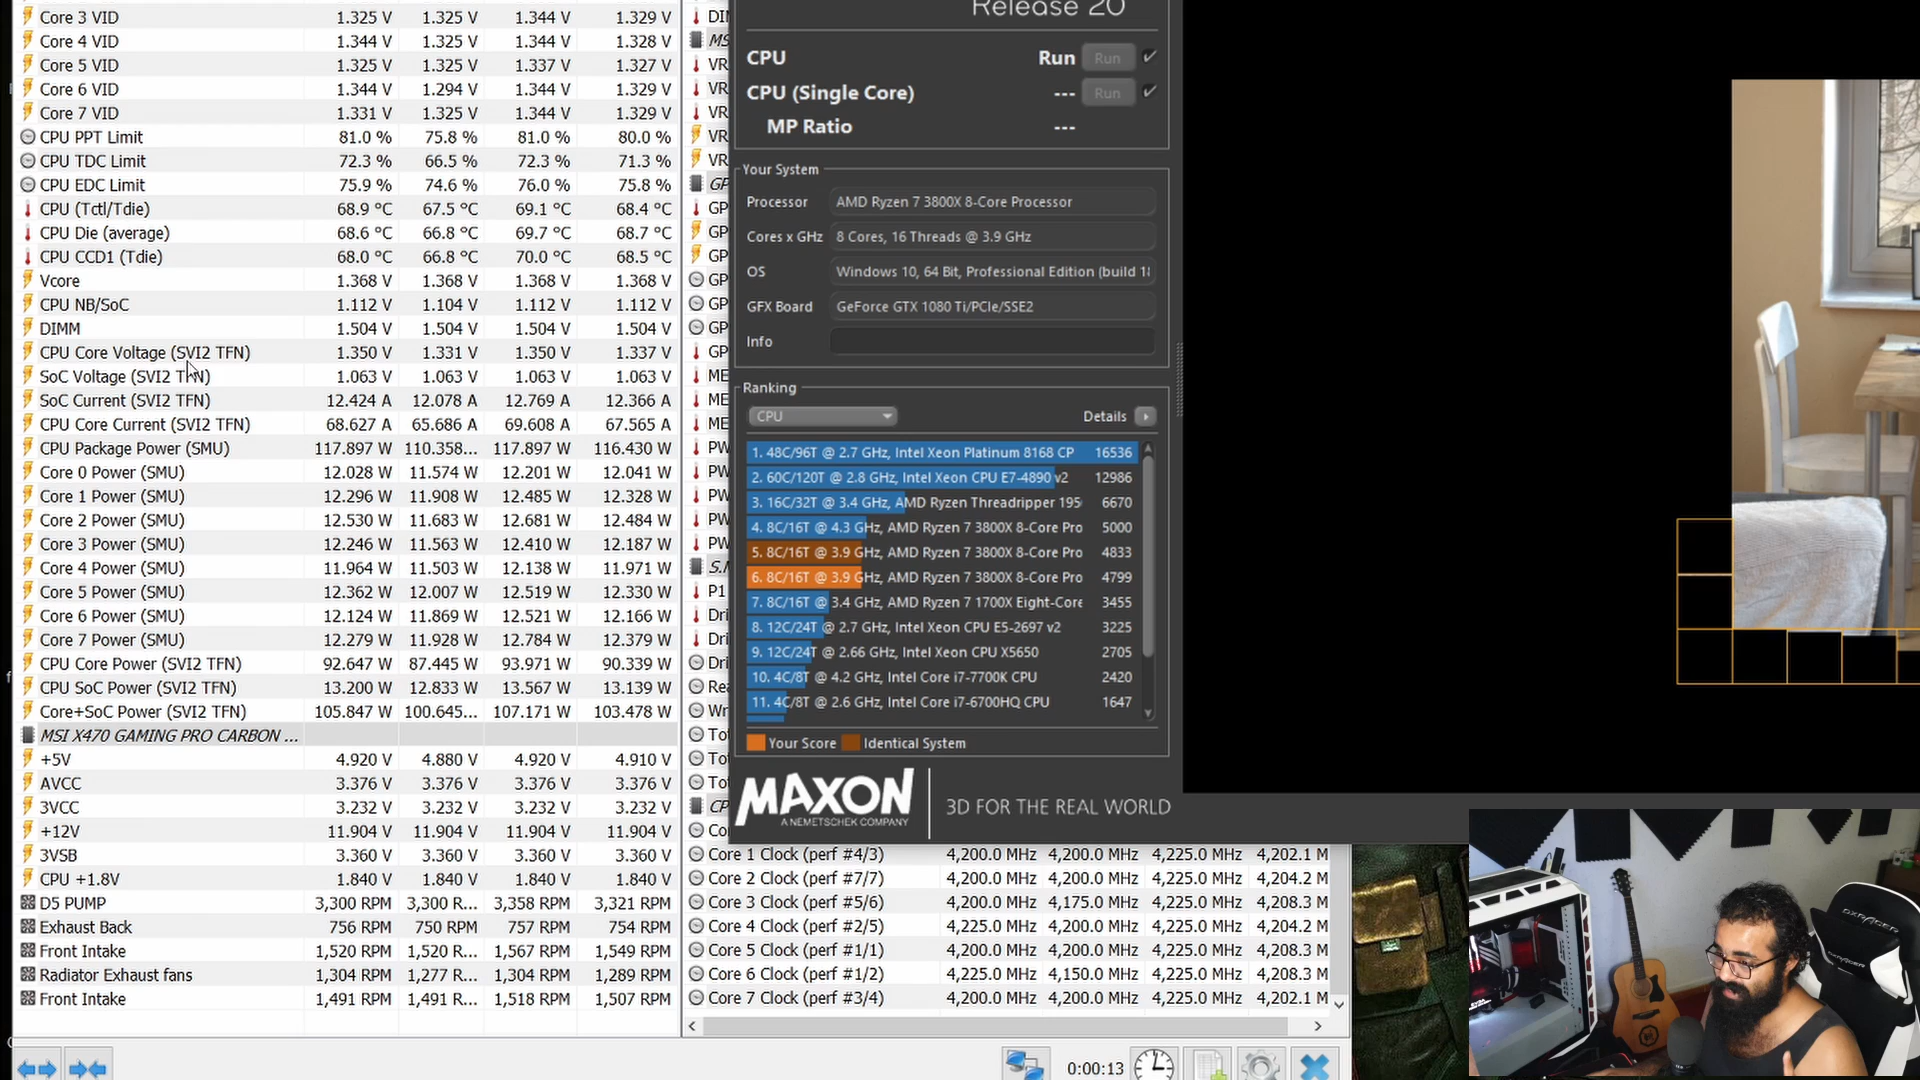 Core 3 VID 1.325 V 1.325 V 1.344 V 1.329 V
Core 4 VID 1.344 V 1.325 V 1.344 V 1.328 V
Core 5 VID 1.325 V 1.325 V 1.337 V 1.327 V
Core 6 VID 1.344 V 1.294 V 1.344 V 1.329 V
Core 7 VID 1.331 V 1.325 V 1.344 V 1.329 V
CPU PPT Limit 81.0 % 75.8 % 81.0 % 80.0 %
CPU TDC Limit 72.3 % 66.5 % 72.3 % 71.3 %
CPU EDC Limit 75.9 % 74.6 % 76.0 % 75.8 %
CPU (Tctl/Tdie) 68.9 °C 67.5 °C 69.1 °C 68.4 °C
CPU Die (average) 68.6 °C 66.8 °C 69.7 °C 68.7 °C
CPU CCD1 (Tdie) 68.0 °C 66.8 °C 70.0 °C 68.5 °C
Vcore 1.368 V 1.368 V 1.368 V 1.368 V
CPU NB/SoC 1.112 V 1.104 V 1.112 V 1.112 V
DIMM 1.504 V 1.504 V 1.504 V 1.504 V
CPU Core Voltage (SVI2 TFN) 1.350 V 1.331 V 1.350 V 1.337 V
SoC Voltage (SVI2 TFN) 1.063 V 1.063 V 1.063 V 1.063 V
SoC Current (SVI2 TFN) 12.424 A 12.078 A 12.769 A 12.366 A
CPU Core Current (SVI2 TFN) 68.627 A 65.686 A 69.608 A 67.565 A
CPU Package Power (SMU) 117.897 W 110.358... 117.897 W 116.430 W
Core 0 Power (SMU) 12.028 W 11.574 W 12.201 W 12.041 W
Core 1 Power (SMU) 12.296 W 11.908 W 12.485 W 12.328 W
Core 2 Power (SMU) 12.530 W 11.683 W 12.681 W 12.484 W
Core 3 Power (SMU) 12.246 W 11.563 W 12.410 W 12.187 W
Core 4 Power (SMU) 11.964 W 11.503 W 12.138 W 11.971 W
Core 5 Power (SMU) 12.362 W 12.007 W 12.519 W 12.330 W
Core 6 Power (SMU) 12.124 W 11.869 W 12.521 W 12.166 W
Core 7 Power (SMU) 12.279 W 11.928 W 12.784 W 12.379 W
CPU Core Power (SVI2 TFN) 92.647 W 87.445 W 93.971 W 90.339 W
CPU SoC Power (SVI2 TFN) 13.200 W 12.833 W 13.567 W 13.139 W
Core+SoC Power (SVI2 TFN) 105.847 W 100.645... 107.171 W 103.478 W
MSI X470 GAMING PRO CARBON ...
+5V 4.920 V 4.880 V 4.920 V 4.910 V
AVCC 3.376 V 3.376 V 3.376 V 3.376 V
3VCC 3.232 V 3.232 V 3.232 V 3.232 V
+12V 11.904 V 11.904 V 11.904 V 11.904 V
3VSB 3.360 V 3.360 V 3.360 V 3.360 V
CPU +1.8V 1.840 V 1.840 V 1.840 V 1.840 V
D5 PUMP 3,300 RPM 3,300 R... 3,358 RPM 3,321 RPM
Exhaust Back 756 RPM 750 RPM 757 RPM 754 RPM
Front Intake 1,520 RPM 1,520 R... 1,567 RPM 1,549 RPM
Radiator Exhaust fans 1,304 RPM 1,277 R... 1,304 RPM 1,289 RPM
Front Intake 1,491 RPM 1,491 R... 1,518 RPM 1,507 RPM
Release 20
CPU Run Run
CPU (Single Core) --- Run
MP Ratio ---
Your System
Processor AMD Ryzen 7 3800X 8-Core Processor
Cores x GHz 8 Cores, 16 Threads @ 3.9 GHz
OS Windows 10, 64 Bit, Professional Edition (build 1
GFX Board GeForce GTX 1080 Ti/PCIe/SSE2
Info
Ranking
CPU Details
1. 48C/96T @ 2.7 GHz, Intel Xeon Platinum 8168 CP 16536
2. 60C/120T @ 2.8 GHz, Intel Xeon CPU E7-4890 v2 12986
3. 16C/32T @ 3.4 GHz, AMD Ryzen Threadripper 195 6670
4. 8C/16T @ 4.3 GHz, AMD Ryzen 7 3800X 8-Core Pro 5000
5. 8C/16T @ 3.9 GHz, AMD Ryzen 7 3800X 8-Core Pro 4833
6. 8C/16T @ 3.9 GHz, AMD Ryzen 7 3800X 8-Core Pro 4799
7. 8C/16T @ 3.4 GHz, AMD Ryzen 7 1700X Eight-Core 3455
8. 12C/24T @ 2.7 GHz, Intel Xeon CPU E5-2697 v2 3225
9. 12C/24T @ 2.66 GHz, Intel Xeon CPU X5650 2705
10. 4C/8T @ 4.2 GHz, Intel Core i7-7700K CPU 2420
11. 4C/8T @ 2.6 GHz, Intel Core i7-6700HQ CPU 1647
Your Score Identical System
MAXON
A NEMETSCHEK COMPANY
3D FOR THE REAL WORLD
Core 1 Clock (perf #4/3) 4,200.0 MHz 4,200.0 MHz 4,225.0 MHz 4,202.1 M
Core 2 Clock (perf #7/7) 4,200.0 MHz 4,200.0 MHz 4,225.0 MHz 4,204.2 M
Core 3 Clock (perf #5/6) 4,200.0 MHz 4,175.0 MHz 4,225.0 MHz 4,208.3 M
Core 4 Clock (perf #2/5) 4,225.0 MHz 4,200.0 MHz 4,225.0 MHz 4,204.2 M
Core 5 Clock (perf #1/1) 4,200.0 MHz 4,200.0 MHz 4,225.0 MHz 4,208.3 M
Core 6 Clock (perf #1/2) 4,225.0 MHz 4,150.0 MHz 4,225.0 MHz 4,208.3 M
Core 7 Clock (perf #3/4) 4,200.0 MHz 4,200.0 MHz 4,225.0 MHz 4,202.1 M
0:00:13
DXRACER